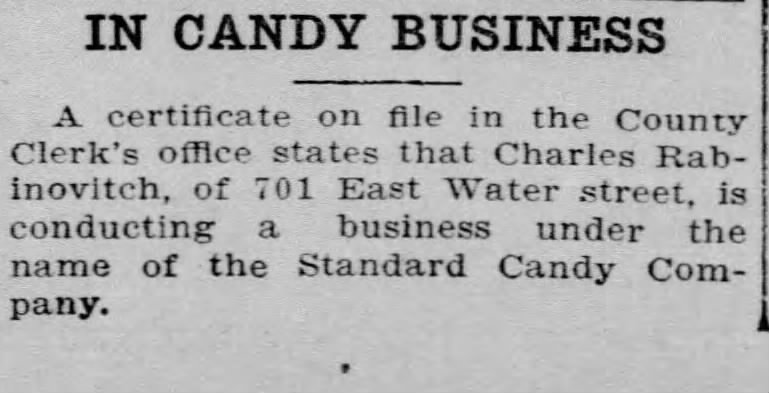 IN CANDY BUSINESS
A certificate on file in the County
Clerk's office states that Charles Rab-
inovitch, of 701 East Water street, is
conducting a business under the
name of the Standard Candy Com-
pany.